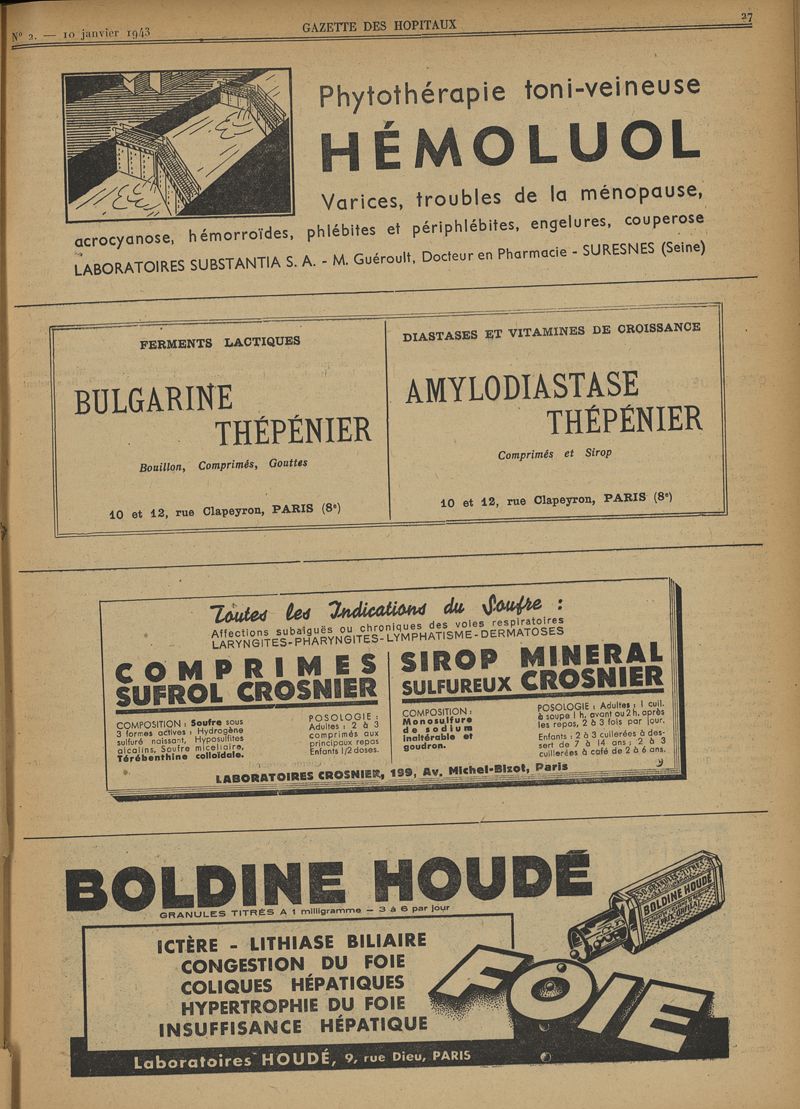 N° 2. — 10 janvier 1943
GAZETTE DES HOPITAUX
27
Phytothérapie toni-veineuse
HÉMOLUOL
Varices, troubles de la ménopause,
acrocyanose, hémorroïdes, phlébites et périphlébites, engelures, couperose
LABORATOIRES SUBSTANTIA S. A. - M. Guéroult, Docteur en Pharmacie - SURESNES (Seine)
FERMENTS LACTIQUES
BULGARINE
THÉPÉNIER
Bouillon, Comprimés, Gouttes
10 et 12, rue Clapeyron, PARIS (8e)
DIASTASES ET VITAMINES DE CROISSANCE
AMYLODIASTASE
THÉPÉNIER
Comprimés et Sirop
10 et 12, rue Clapeyron, PARIS (8e)
Toutes les Indications du Soufre :
Affections subaiguës ou chroniques des voies respiratoires
LARYNGITES-PHARYNGITES-LYMPHATISME-DERMATOSES
COMPRIMES
SUFROL CROSNIER
COMPOSITION : Soufre sous
3 formes actives : Hydrogène
sulfuré naissant, Hyposulfites
alcalins, Soufre micellaire,
Térébenthine colloïdale.
POSOLOGIE :
Adultes : 2 à 3
comprimés aux
principaux repas
Enfants 1/2 doses.
SIROP MINERAL
SULFUREUX CROSNIER
COMPOSITION :
Monosulfure
de sodium
inaltérable et
goudron.
POSOLOGIE : Adultes : 1 cuil.
à soupe 1 h. avant ou 2 h. après
les repas, 2 à 3 fois par jour.
Enfants : 2 à 3 cuillerées à des-
sert de 7 à 14 ans ; 2 à 3
cuillerées à café de 2 à 6 ans.
LABORATOIRES CROSNIER, 199, Av. Michel-Bizot, Paris
BOLDINE HOUDÉ
GRANULES TITRÉS A 1 milligramme — 3 à 6 par jour
ICTÈRE - LITHIASE BILIAIRE
CONGESTION DU FOIE
COLIQUES HÉPATIQUES
HYPERTROPHIE DU FOIE
INSUFFISANCE HÉPATIQUE
BOLDINE HOUDÉ
FOIE
Laboratoires HOUDÉ, 9, rue Dieu, PARIS